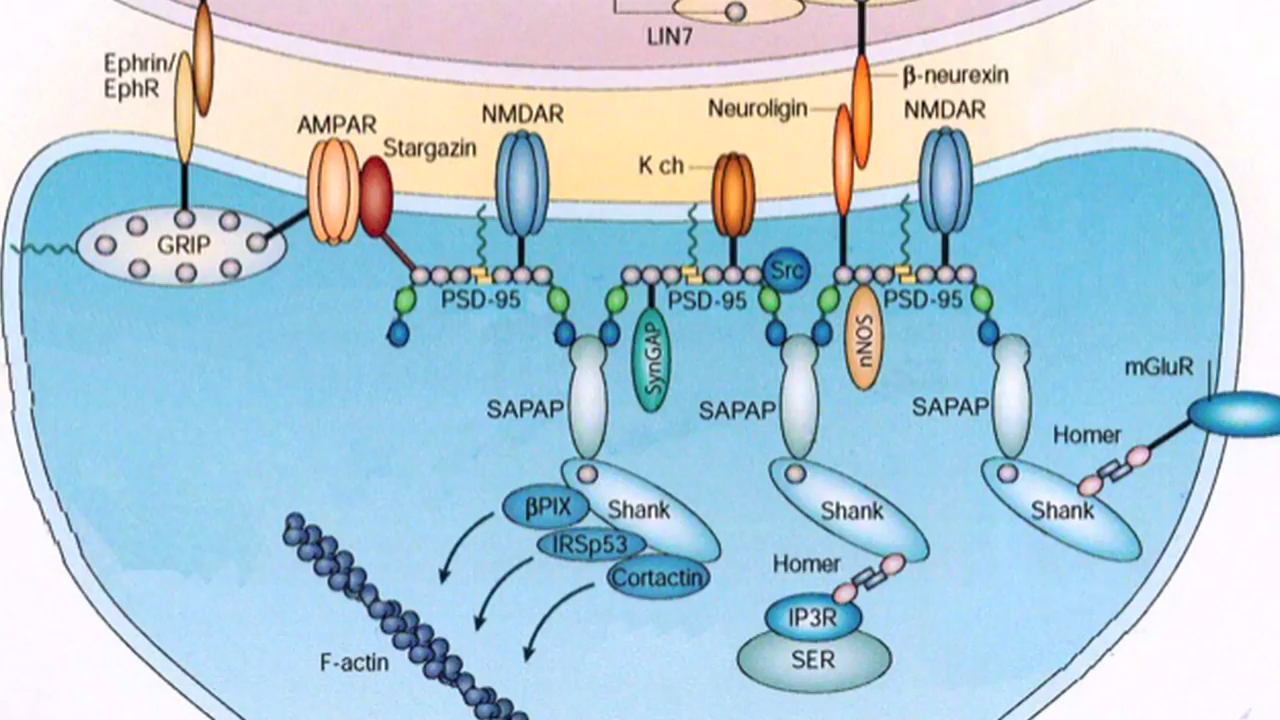 LIN7
Ephrin/
EphR
β-neurexin
NMDAR
Neuroligin
NMDAR
AMPAR
Stargazin
K ch
GRIP
Src
PSD-95
PSD-95
PSD-95
SynGAP
nNOS
mGluR
SAPAP
SAPAP
SAPAP
Homer
βPIX
Shank
Shank
Shank
IRSp53
Cortactin
Homer
IP3R
SER
F-actin